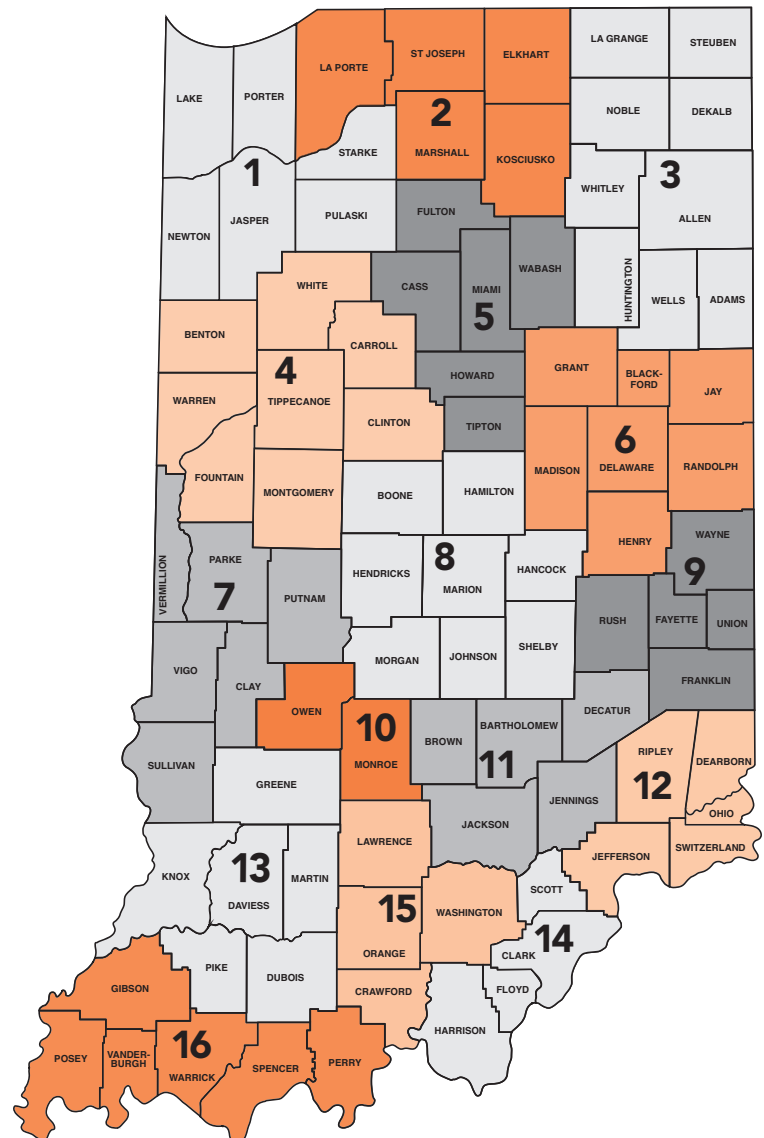 LA GRANGE
STEUBEN
ST JOSEPH
ELKHART
LA PORTE
LAKE
PORTER
NOBLE
DEKALB
2
STARKE
MARSHALL
KOSCIUSKO
1
3
WHITLEY
ALLEN
FULTON
PULASKI
JASPER
NEWTON
WABASH
WHITE
CASS
MIAMI
HUNTINGTON
WELLS
ADAMS
5
BENTON
CARROLL
4
HOWARD
GRANT
BLACK-
FORD
JAY
WARREN
TIPPECANOE
CLINTON
TIPTON
6
DELAWARE
RANDOLPH
MADISON
FOUNTAIN
MONTGOMERY
BOONE
HAMILTON
WAYNE
HENRY
8
PARKE
HENDRICKS
HANCOCK
9
VERMILLION
7
PUTNAM
MARION
RUSH
FAYETTE
UNION
SHELBY
MORGAN
JOHNSON
VIGO
CLAY
FRANKLIN
OWEN
DECATUR
10
BROWN
BARTHOLOMEW
RIPLEY
DEARBORN
SULLIVAN
MONROE
11
12
GREENE
JENNINGS
OHIO
JACKSON
LAWRENCE
SWITZERLAND
JEFFERSON
13
KNOX
MARTIN
SCOTT
DAVIESS
15
WASHINGTON
14
ORANGE
CLARK
PIKE
DUBOIS
GIBSON
CRAWFORD
FLOYD
HARRISON
16
POSEY
VANDER-
BURGH
WARRICK
SPENCER
PERRY